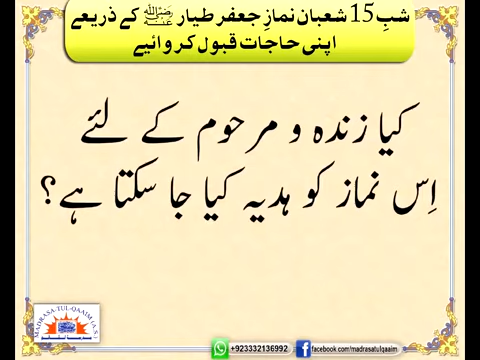 شبِ 15 شعبان نمازِ جعفر طیار ﷺ کے ذریعے
اپنی حاجات قبول کروائیے
کیا زندہ و مرحوم کے لئے
اِس نماز کو ہدیہ کیا جا سکتا ہے؟
MADRASA-TUL-QAAIM (A.S.)
+923332136992
facebook.com/madrasatulqaaim